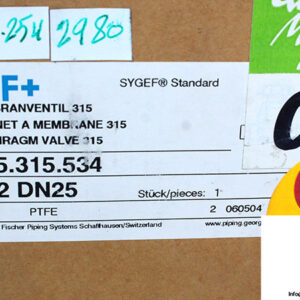 .254 2980
F+
SYGEF® Standard
RANVENTIL 315
NET A MEMBRANE 315
HRAGM VALVE 315
5.315.534
2 DN25
Stück/pieces: 1
PTFE
2 060504
Fischer Piping Systems Schaffhausen/Switzerland
www.piping.georg
Info